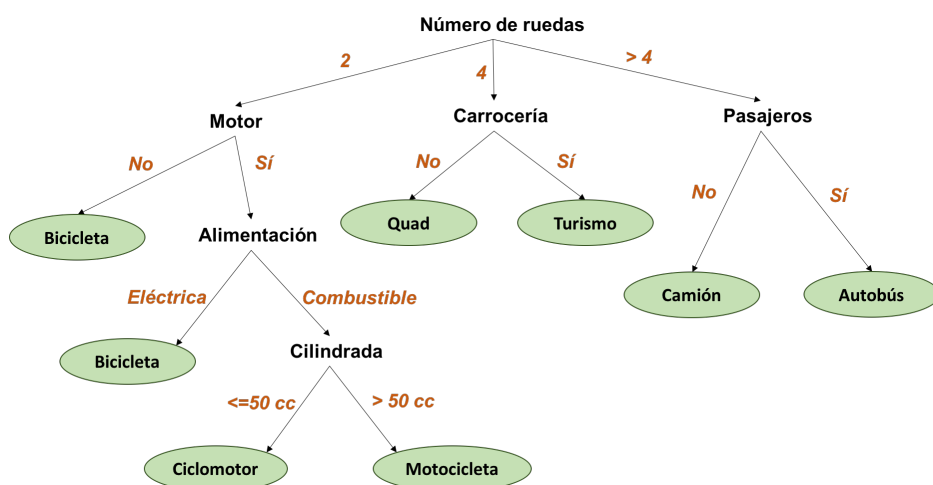 Número de ruedas
2
4
> 4
Motor
Carrocería
Pasajeros
No
Sí
No
Sí
No
Sí
Bicicleta
Alimentación
Quad
Turismo
Eléctrica
Combustible
Camión
Autobús
Bicicleta
Cilindrada
<=50 cc
> 50 cc
Ciclomotor
Motocicleta